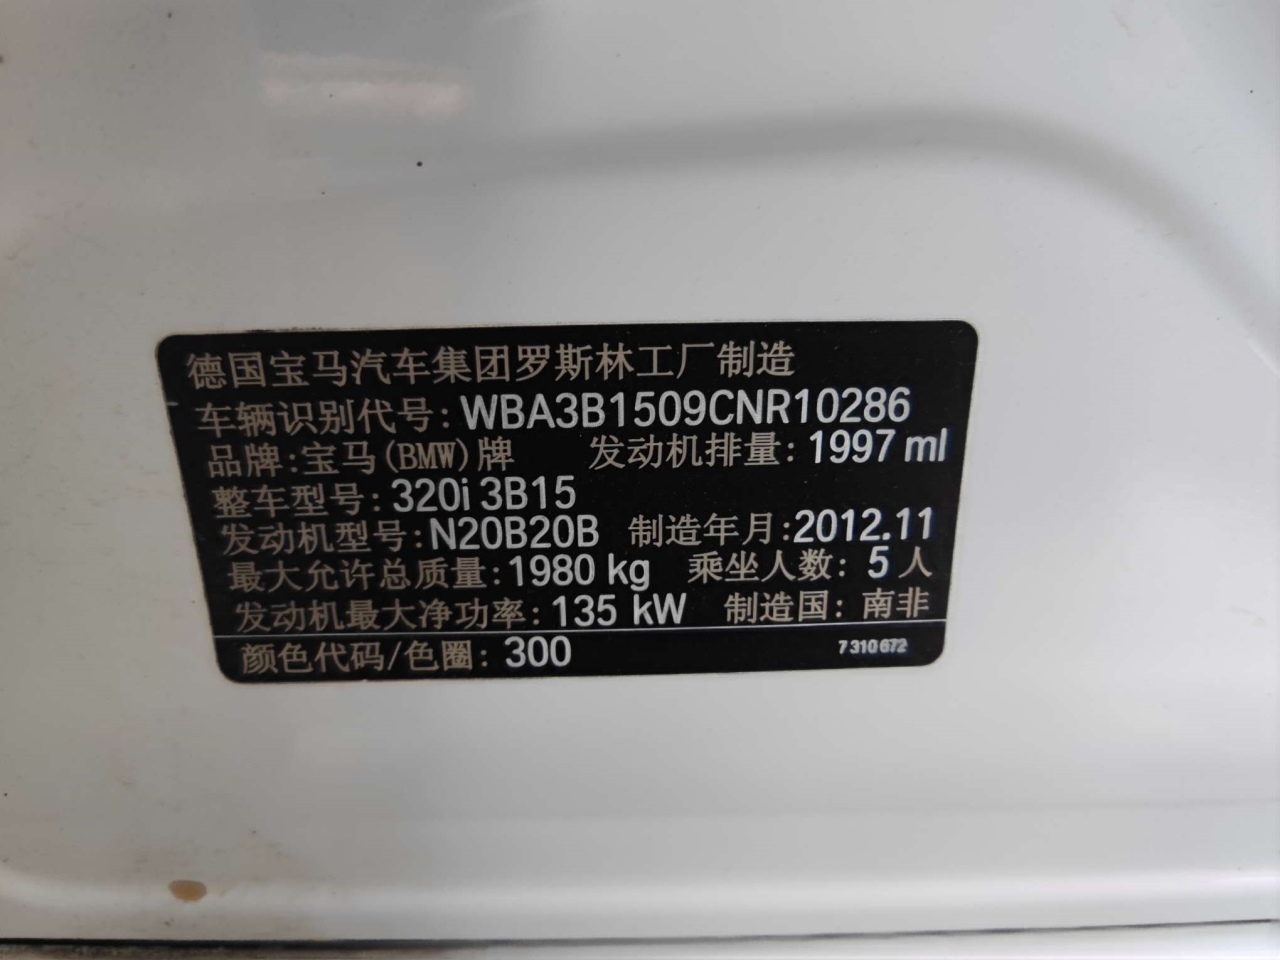 德国宝马汽车集团罗斯林工厂制造
车辆识别代号: WBA3B1509CNR10286
品牌:宝马(BMW)牌 发动机排量: 1997 ml
整车型号: 320i 3B15
发动机型号: N20B20B 制造年月:2012.11
最大允许总质量: 1980 kg 乘坐人数: 5 人
发动机最大净功率: 135 kW 制造国: 南非
颜色代码/色圈: 300 7 310 672